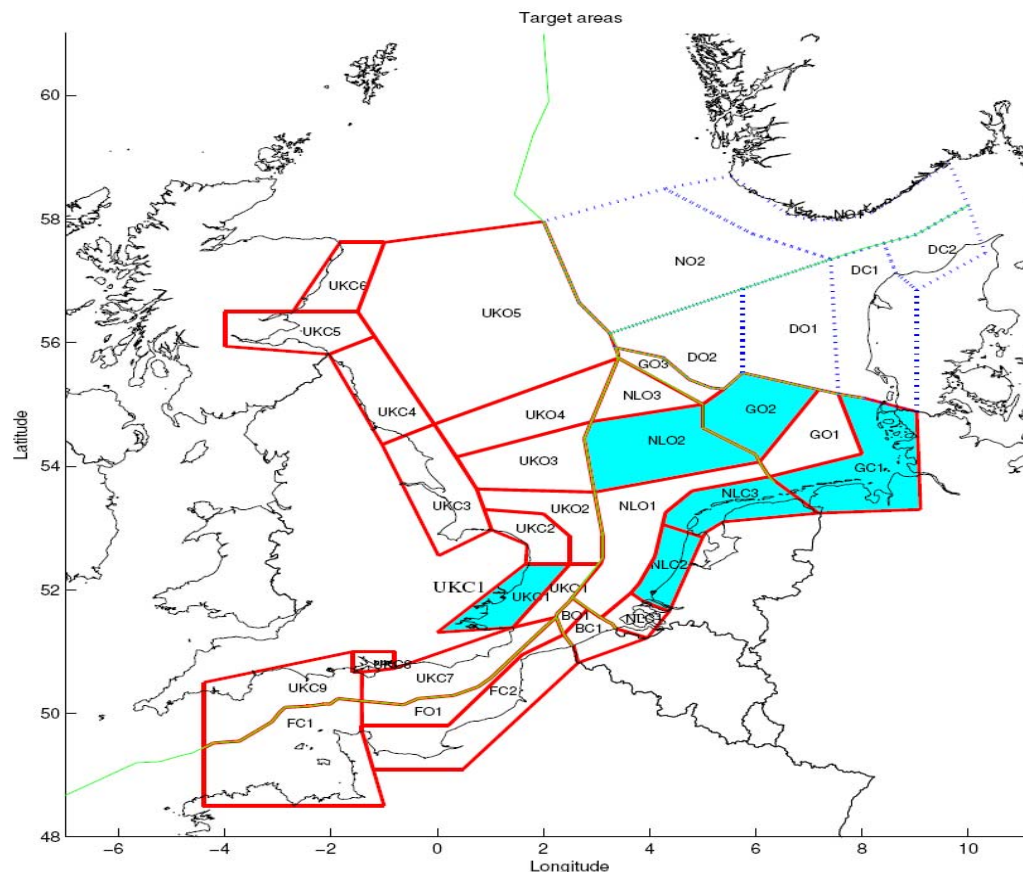 Target areas
60
58
56
54
52
50
48
Latitude
−6
−4
−2
0
2
4
6
8
10
Longitude
NO1
NO2
DC2
DC1
UKC6
UKO5
UKC5
DO1
DO2
GO3
NLO3
UKC4
UKO4
GO2
GO1
NLO2
UKO3
GC1
NLC3
UKC3
UKO2
NLO1
UKC2
NLC2
UKC1
UKC1
UKO1
BO1
BC1
NLC1
UKC8
UKC9
UKC7
FC2
FO1
FC1